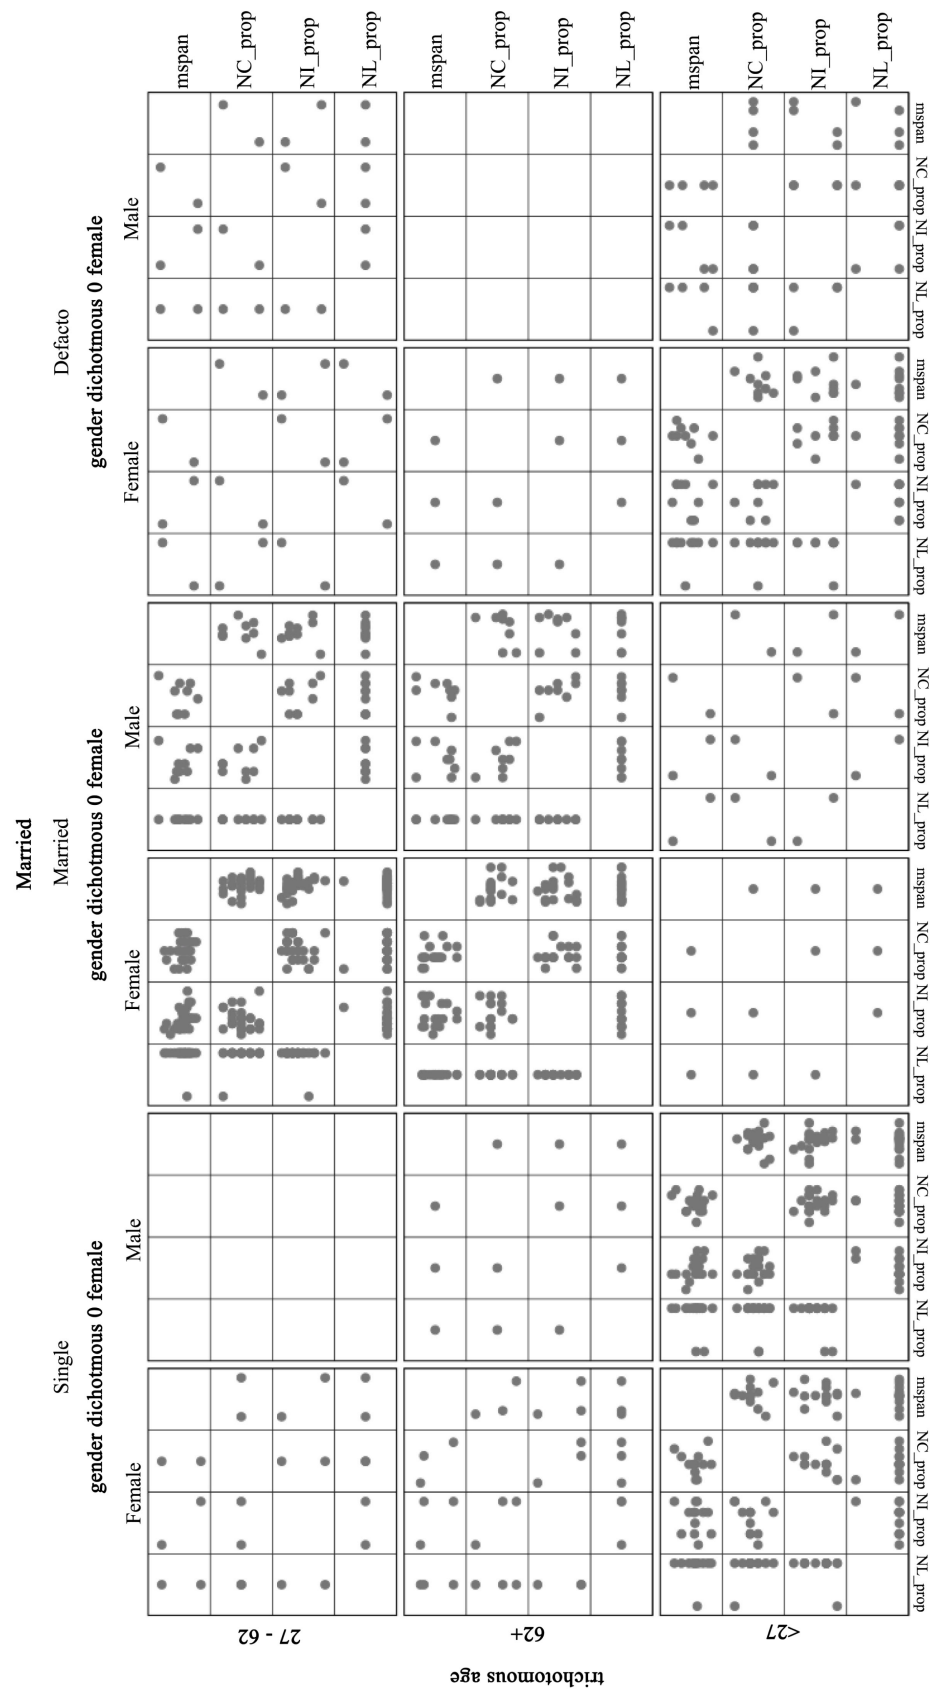 Married
Single Married Defacto
gender dichotmous 0 female gender dichotmous 0 female gender dichotmous 0 female
Female Male Female Male Female Male
27 - 62
mspan
NC_prop
NI_prop
NL_prop
trichotomous age
62+
mspan
NC_prop
NI_prop
NL_prop
<27
mspan
NC_prop
NI_prop
NL_prop
NL_prop NI_prop NC_prop mspan NL_prop NI_prop NC_prop mspan NL_prop NI_prop NC_prop mspan NL_prop NI_prop NC_prop mspan NL_prop NI_prop NC_prop mspan NL_prop NI_prop NC_prop mspan